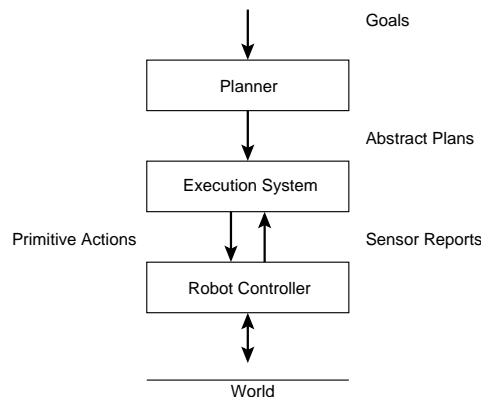 Goals
Planner
Abstract Plans
Execution System
Primitive Actions
Sensor Reports
Robot Controller
World